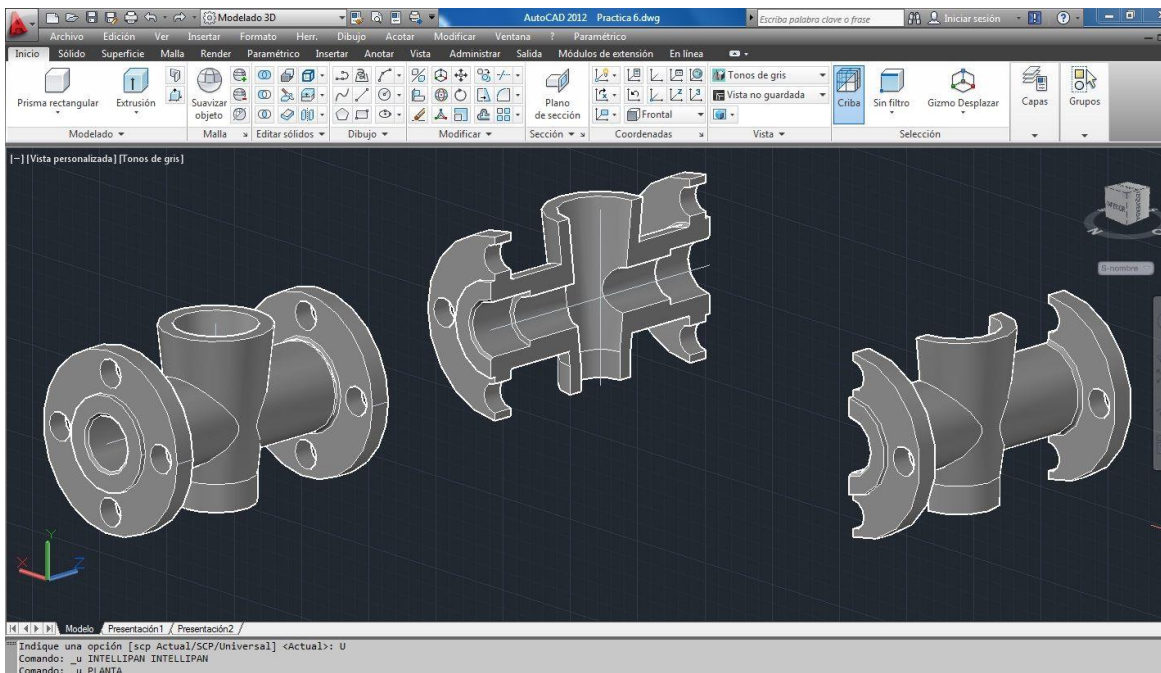 Modelado 3D
AutoCAD 2012 Practica 6.dwg
Escriba palabra clave o frase
Iniciar sesión
Archivo Edición Ver Insertar Formato Herr. Dibujo Acotar Modificar Ventana ? Paramétrico
Inicio Sólido Superficie Malla Render Paramétrico Insertar Anotar Vista Administrar Salida Módulos de extensión En línea
Prisma rectangular
Extrusión
Suavizar
objeto
Plano
de sección
Frontal
Tonos de gris
Vista no guardada
Criba
Sin filtro
Gizmo Desplazar
Capas
Grupos
Modelado Malla Editar sólidos Dibujo Modificar Sección Coordenadas Vista Selección
[−] [Vista personalizada] [Tonos de gris]
N
S-nombre
Y
X
Z
Modelo Presentación1 Presentación2
Indique una opción [scp Actual/SCP/Universal] <Actual>: U
Comando: _u INTELLIPAN INTELLIPAN
Comando: _u PLANTA